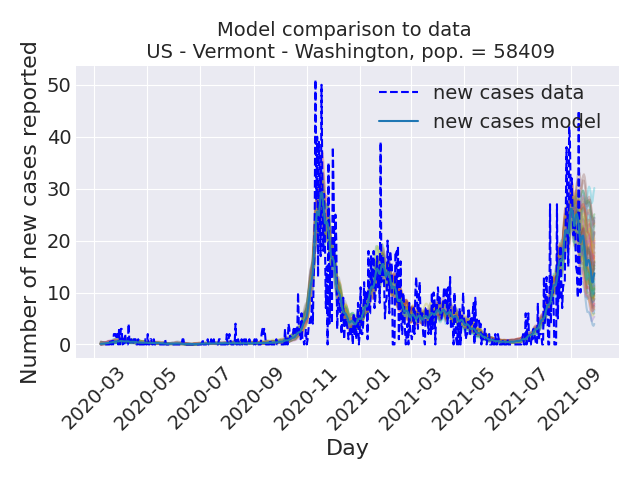 Model comparison to data
US - Vermont - Washington, pop. = 58409
Number of new cases reported
50
40
30
20
10
0
new cases data
new cases model
2020-03
2020-05
2020-07
2020-09
2020-11
2021-01
2021-03
2021-05
2021-07
2021-09
Day